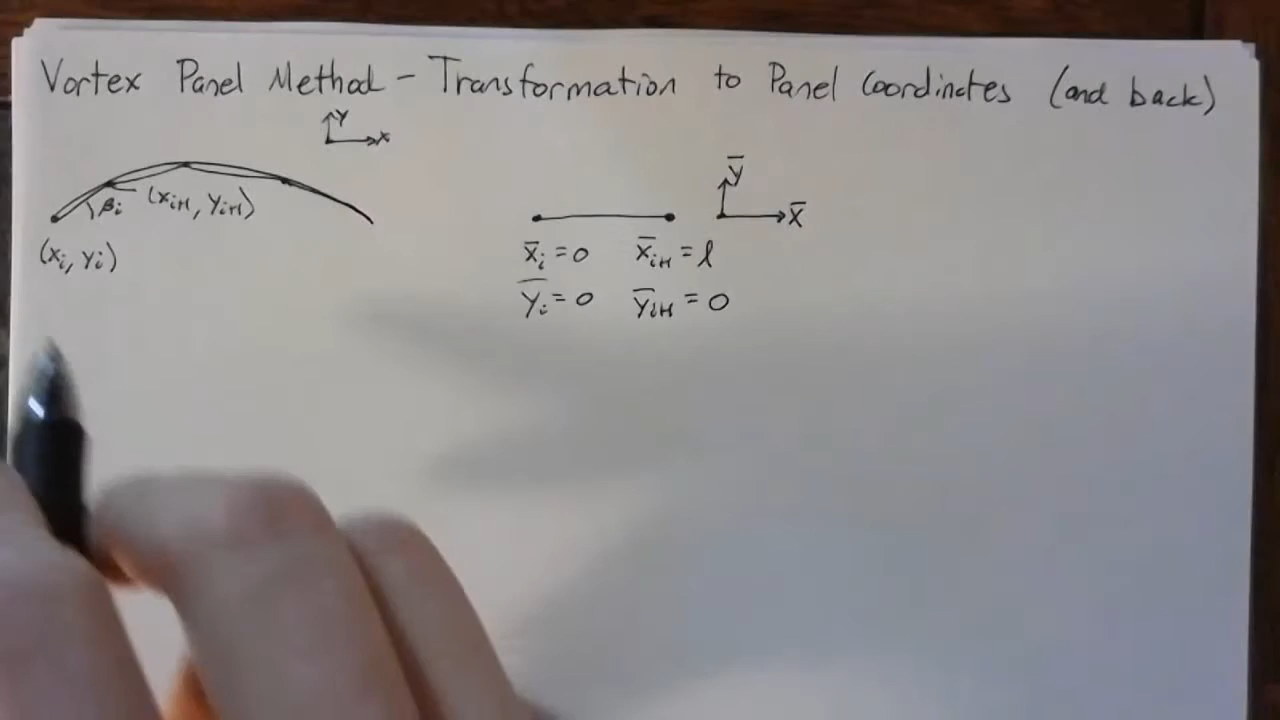 Vortex Panel Method - Transformation to Panel Coordinates (and back)
Y
x
βi (xi+1, yi+1)
(xi, yi)
ȳ
x̄
x̄i = 0 x̄i+1 = l
ȳi = 0 ȳi+1 = 0